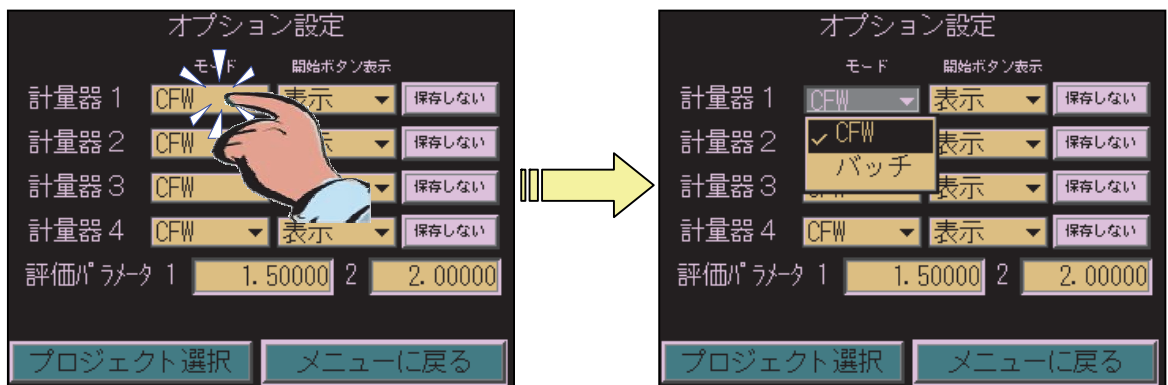 オプション設定
モード 開始ボタン表示
計量器1 CFW 表示 保存しない
計量器2 CFW 保存しない
計量器3 CFW 保存しない
計量器4 CFW 表示 保存しない
評価パラメータ 1 1.50000 2 2.00000
プロジェクト選択 メニューに戻る
オプション設定
モード 開始ボタン表示
計量器1 CFW 表示 保存しない
✓CFW
計量器2 表示 保存しない
バッチ
計量器3 表示 保存しない
計量器4 CFW 表示 保存しない
評価パラメータ 1 1.50000 2 2.00000
プロジェクト選択 メニューに戻る